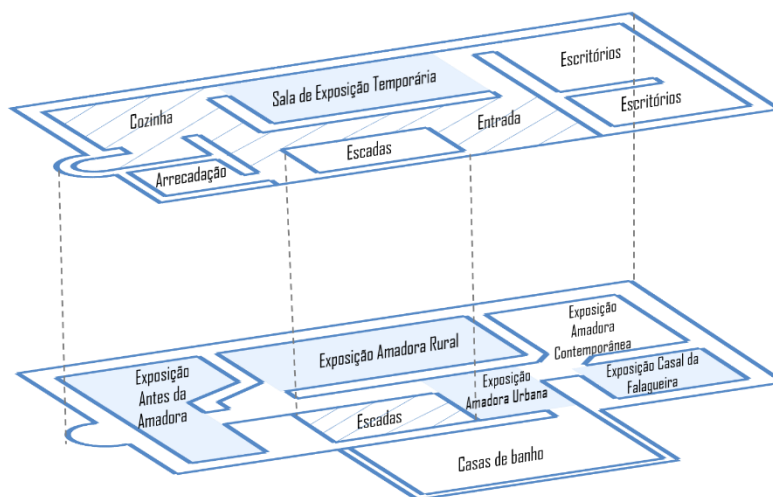 Escritórios
Sala de Exposição Temporária
Escritórios
Cozinha
Entrada
Escadas
Arrecadação
Exposição
Amadora
Contemporânea
Exposição Amadora Rural
Exposição
Antes da
Amadora
Exposição Casal da
Falagueira
Exposição
Amadora Urbana
Escadas
Casas de banho